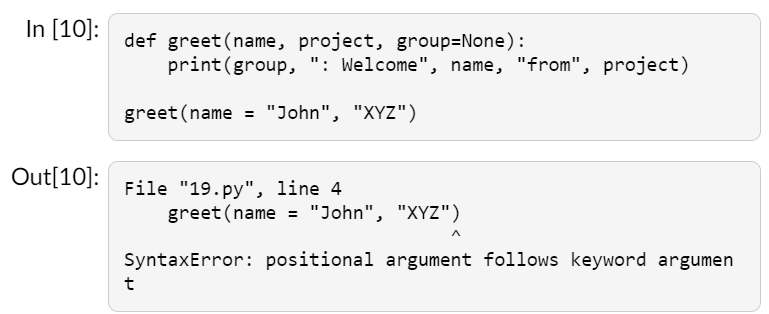 In [10]:
def greet(name, project, group=None):
    print(group, ": Welcome", name, "from", project)
greet(name = "John", "XYZ")
Out[10]:
File "19.py", line 4
    greet(name = "John", "XYZ")
                              ^
SyntaxError: positional argument follows keyword argumen
t